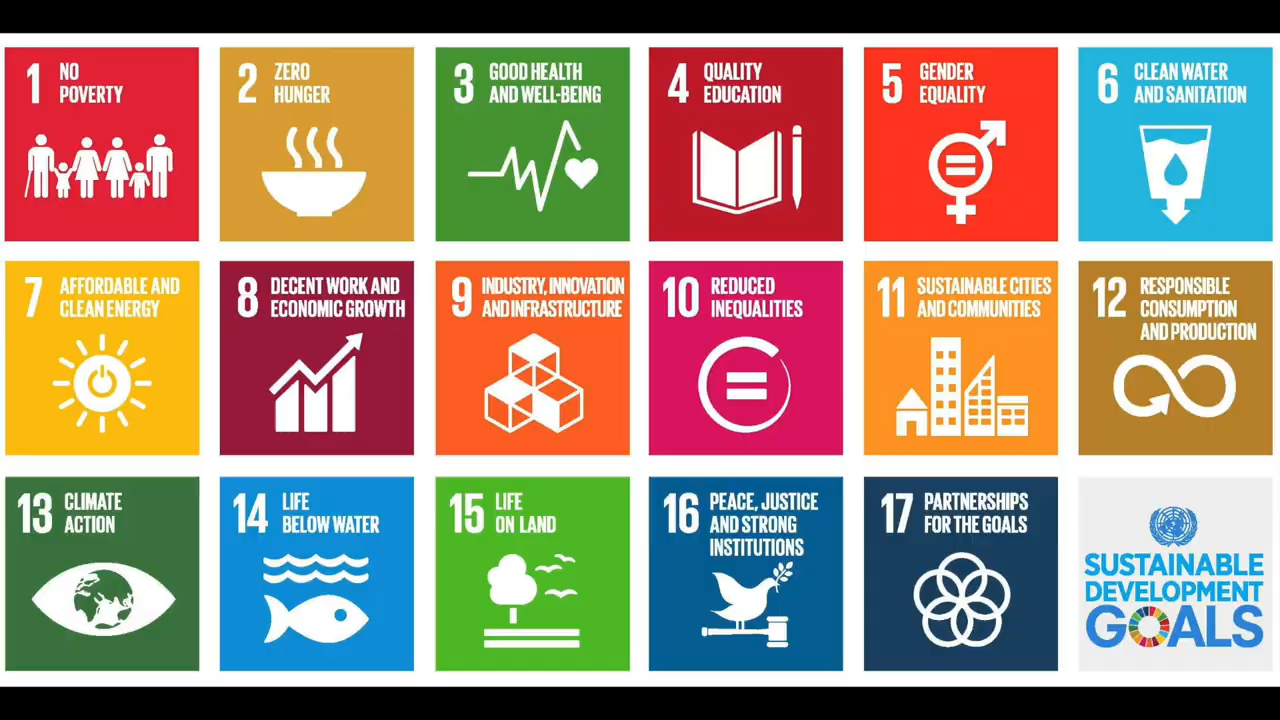 1 NO
POVERTY
2 ZERO
HUNGER
3 GOOD HEALTH
AND WELL-BEING
4 QUALITY
EDUCATION
5 GENDER
EQUALITY
6 CLEAN WATER
AND SANITATION
7 AFFORDABLE AND
CLEAN ENERGY
8 DECENT WORK AND
ECONOMIC GROWTH
9 INDUSTRY, INNOVATION
AND INFRASTRUCTURE
10 REDUCED
INEQUALITIES
11 SUSTAINABLE CITIES
AND COMMUNITIES
12 RESPONSIBLE
CONSUMPTION
AND PRODUCTION
13 CLIMATE
ACTION
14 LIFE
BELOW WATER
15 LIFE
ON LAND
16 PEACE, JUSTICE
AND STRONG
INSTITUTIONS
17 PARTNERSHIPS
FOR THE GOALS
SUSTAINABLE
DEVELOPMENT
GOALS